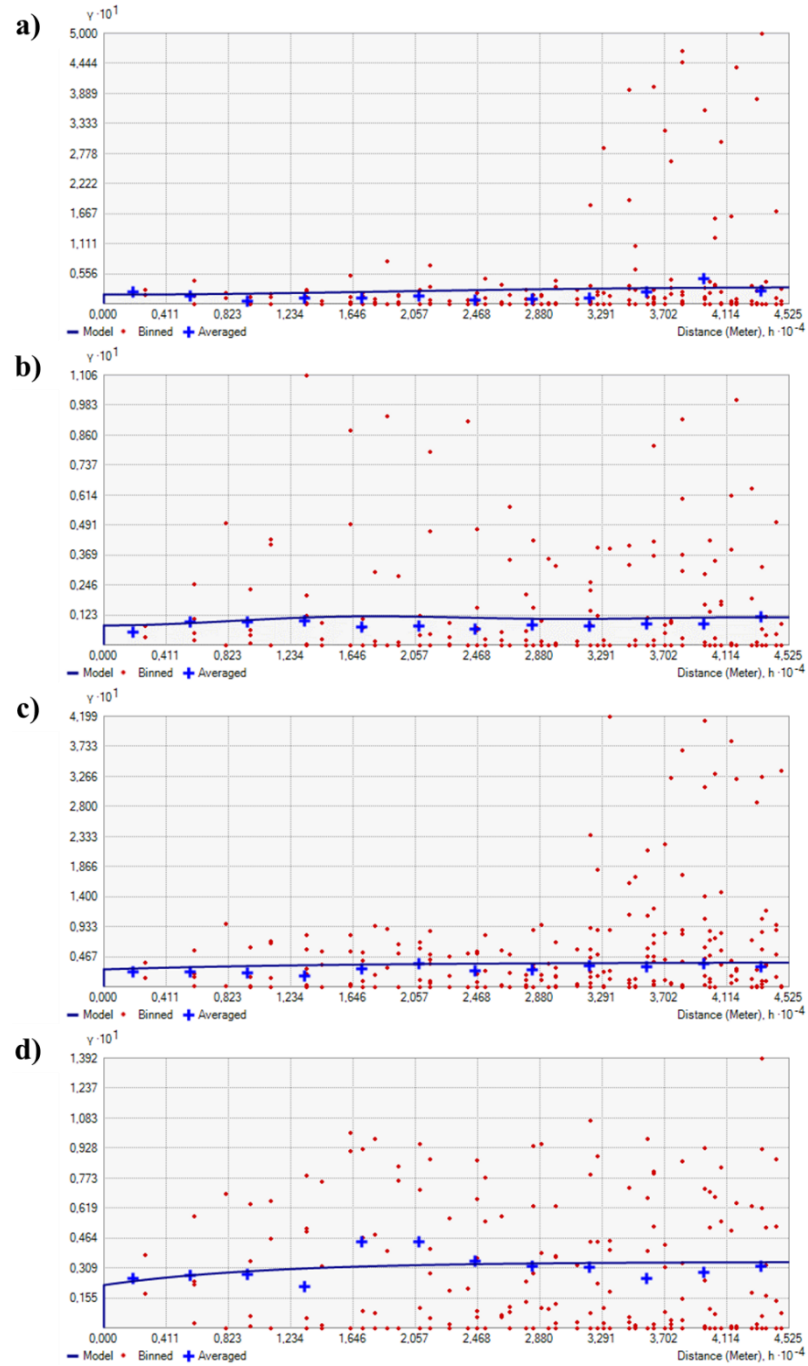 a)
γ · 10¹
5,000
4,444
3,889
3,333
2,778
2,222
1,667
1,111
0,556
0,000 0,411 0,823 1,234 1,646 2,057 2,468 2,880 3,291 3,702 4,114 4,525
Model Binned Averaged Distance (Meter), h · 10⁻⁴
b)
γ · 10¹
1,106
0,983
0,860
0,737
0,614
0,491
0,369
0,246
0,123
0,000 0,411 0,823 1,234 1,646 2,057 2,468 2,880 3,291 3,702 4,114 4,525
Model Binned Averaged Distance (Meter), h · 10⁻⁴
c)
γ · 10¹
4,199
3,733
3,266
2,800
2,333
1,866
1,400
0,933
0,467
0,000 0,411 0,823 1,234 1,646 2,057 2,468 2,880 3,291 3,702 4,114 4,525
Model Binned Averaged Distance (Meter), h · 10⁻⁴
d)
γ · 10¹
1,392
1,237
1,083
0,928
0,773
0,619
0,464
0,309
0,155
0,000 0,411 0,823 1,234 1,646 2,057 2,468 2,880 3,291 3,702 4,114 4,525
Model Binned Averaged Distance (Meter), h · 10⁻⁴